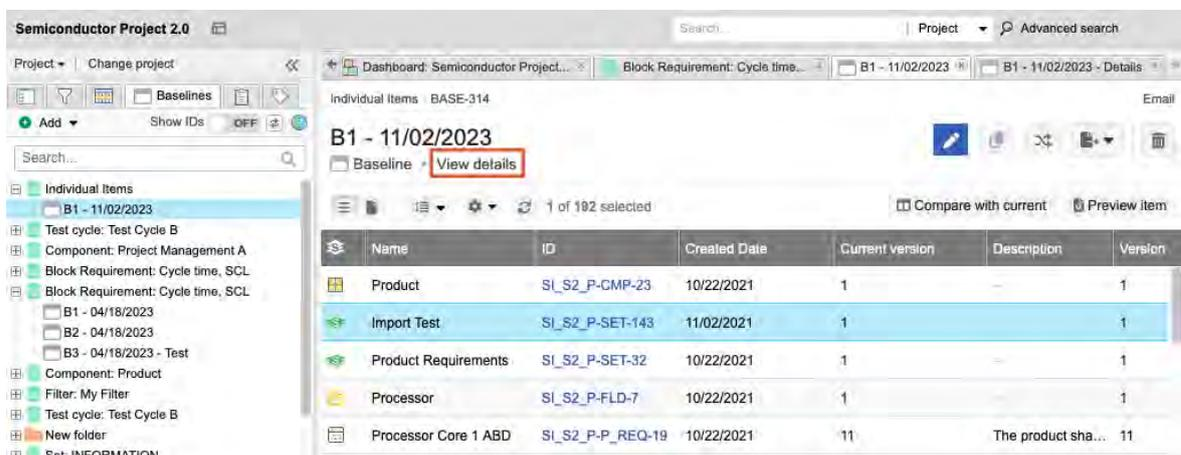 Semiconductor Project 2.0
Search...
Project
Advanced search
Project
Change project
Baselines
Add
Show IDs
OFF
Search...
Individual Items
B1 - 11/02/2023
Test cycle: Test Cycle B
Component: Project Management A
Block Requirement: Cycle time, SCL
Block Requirement: Cycle time, SCL
B1 - 04/18/2023
B2 - 04/18/2023
B3 - 04/18/2023 - Test
Component: Product
Filter: My Filter
Test cycle: Test Cycle B
New folder
Set: INFORMATION
Dashboard: Semiconductor Project...
Block Requirement: Cycle time...
B1 - 11/02/2023
B1 - 11/02/2023 - Details
Individual Items BASE-314
Email
B1 - 11/02/2023
Baseline • View details
1 of 192 selected
Compare with current
Preview item
Name ID Created Date Current version Description Version
Product SI_S2_P-CMP-23 10/22/2021 1 1
Import Test SI_S2_P-SET-143 11/02/2021 1 1
Product Requirements SI_S2_P-SET-32 10/22/2021 1 1
Processor SI_S2_P-FLD-7 10/22/2021 1 1
Processor Core 1 ABD SI_S2_P-P_REQ-19 10/22/2021 11 The product sha... 11